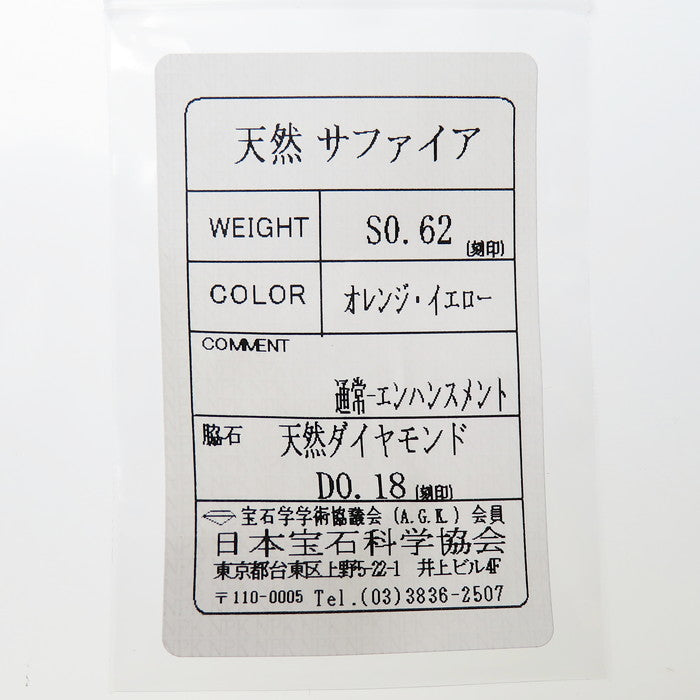 天然 サファイア
WEIGHT S0.62 (刻印)
COLOR オレンジ・イエロー
COMMENT
通常-エンハンスメント
脇石 天然ダイヤモンド
D0.18 (刻印)
宝石学学術協議会 (A.G.K.) 会員
日本宝石科学協会
東京都台東区上野5-22-1 井上ビル4F
〒110-0005 Tel.(03)3836-2507